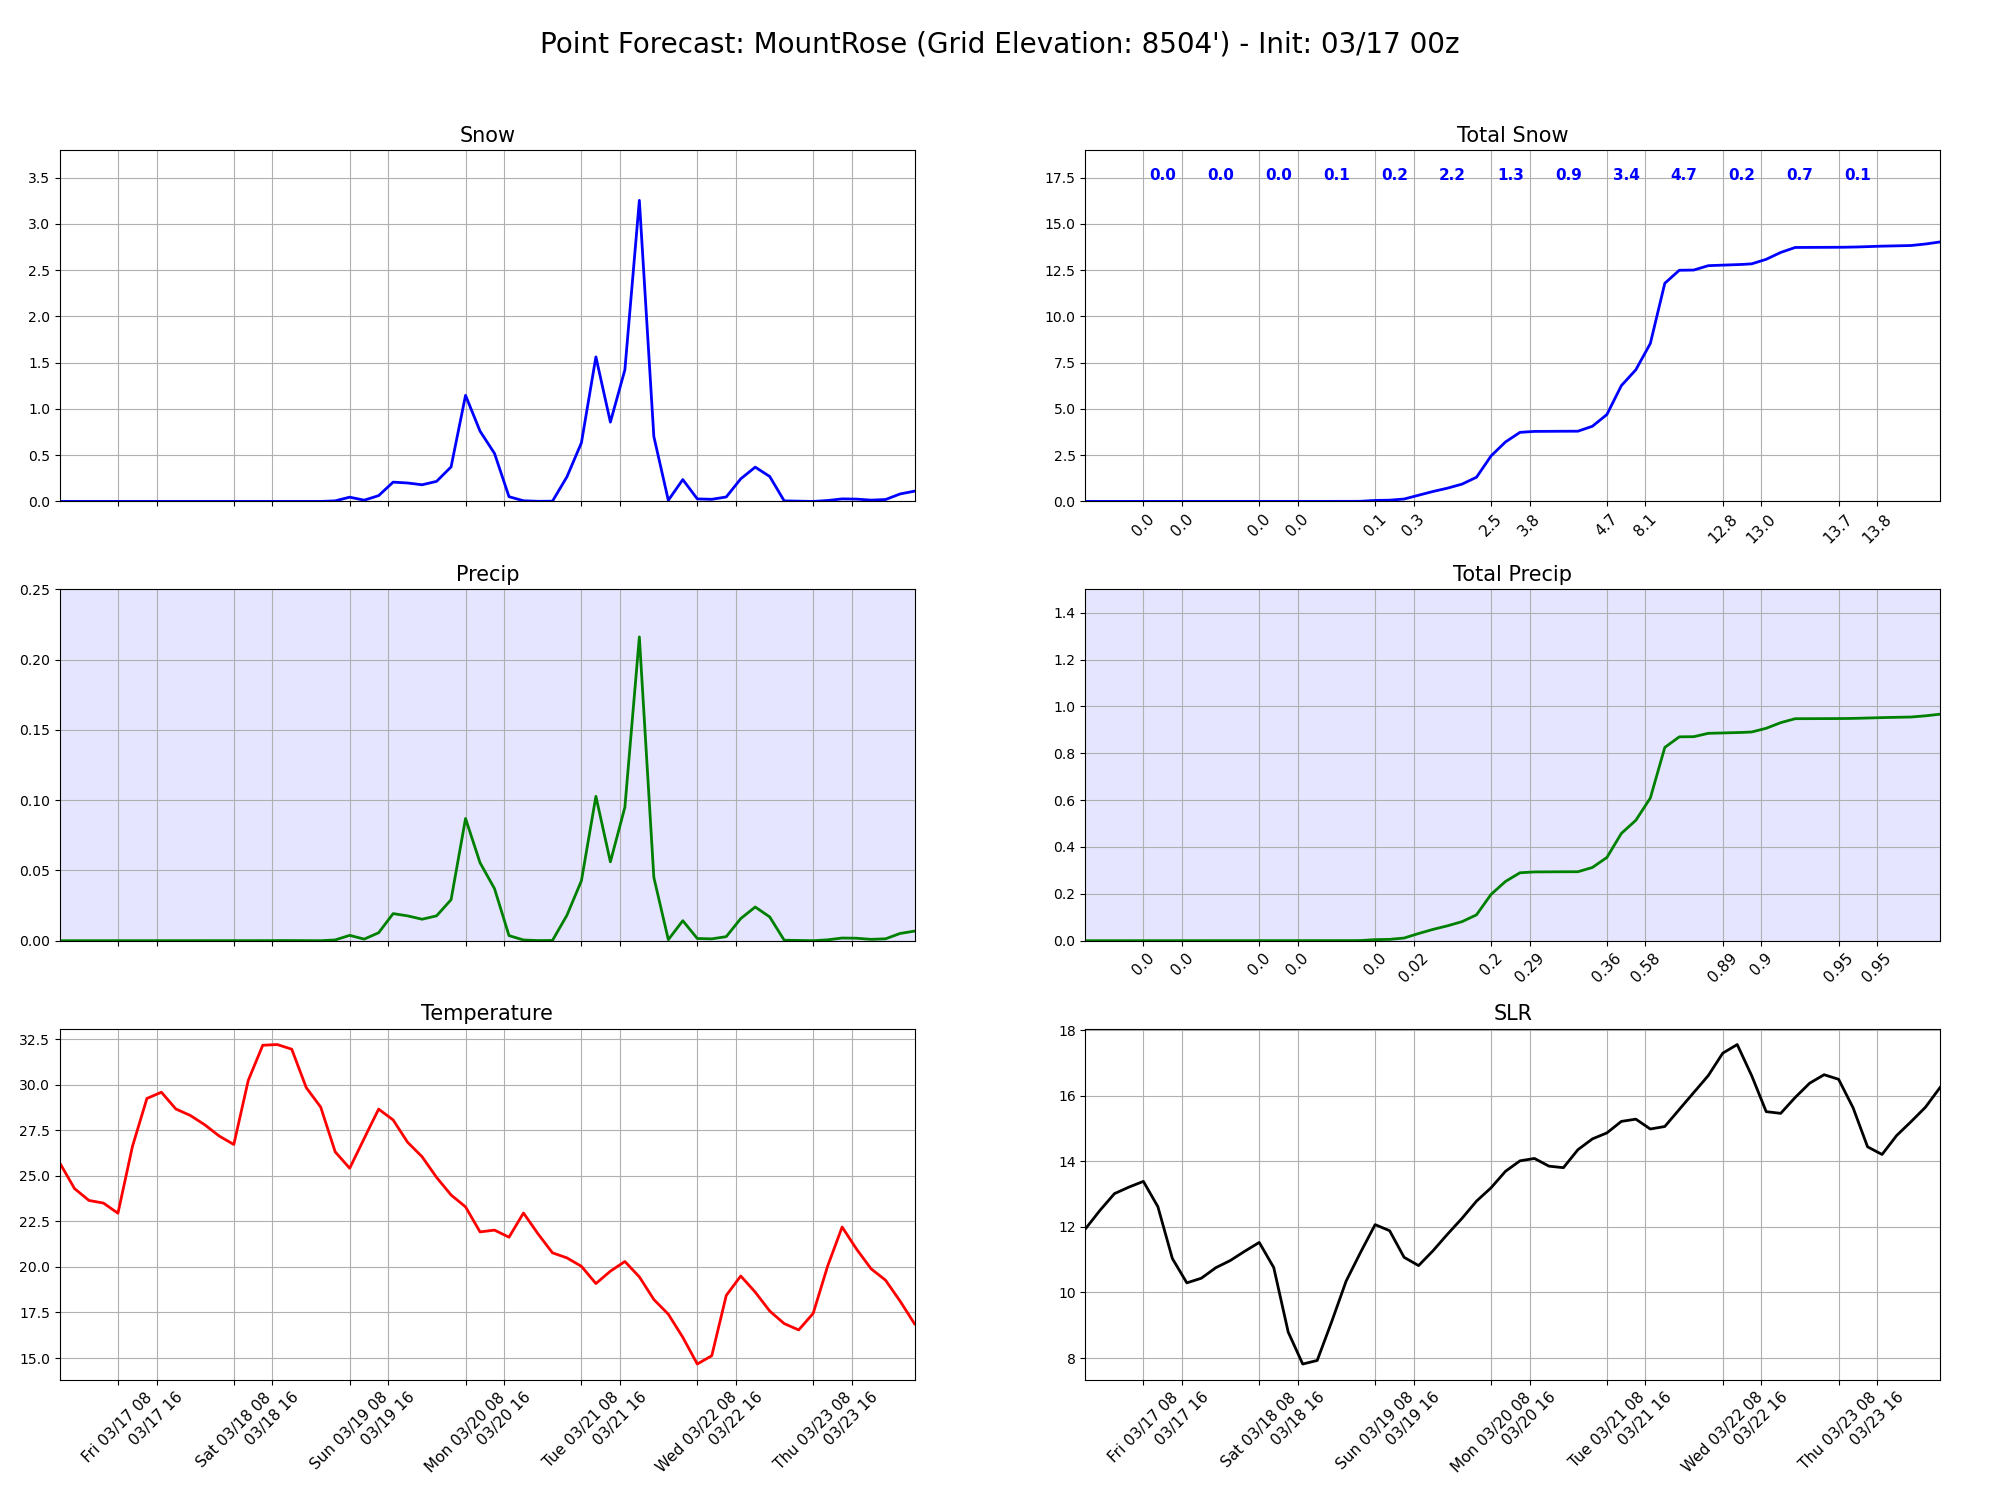 Point Forecast: MountRose (Grid Elevation: 8504') - Init: 03/17 00z
Snow
3.5
3.0
2.5
2.0
1.5
1.0
0.5
0.0
Total Snow
0.0 0.0 0.0 0.1 0.2 2.2 1.3 0.9 3.4 4.7 0.2 0.7 0.1
17.5
15.0
12.5
10.0
7.5
5.0
2.5
0.0
0.0 0.0 0.0 0.0 0.1 0.3 2.5 3.8 4.7 8.1 12.8 13.0 13.7 13.8
Precip
0.25
0.20
0.15
0.10
0.05
0.00
Total Precip
1.4
1.2
1.0
0.8
0.6
0.4
0.2
0.0
0.0 0.0 0.0 0.0 0.0 0.02 0.2 0.29 0.36 0.58 0.89 0.9 0.95 0.95
Temperature
32.5
30.0
27.5
25.0
22.5
20.0
17.5
15.0
Fri 03/17 08
03/17 16
Sat 03/18 08
03/18 16
Sun 03/19 08
03/19 16
Mon 03/20 08
03/20 16
Tue 03/21 08
03/21 16
Wed 03/22 08
03/22 16
Thu 03/23 08
03/23 16
SLR
18
16
14
12
10
8
Fri 03/17 08
03/17 16
Sat 03/18 08
03/18 16
Sun 03/19 08
03/19 16
Mon 03/20 08
03/20 16
Tue 03/21 08
03/21 16
Wed 03/22 08
03/22 16
Thu 03/23 08
03/23 16